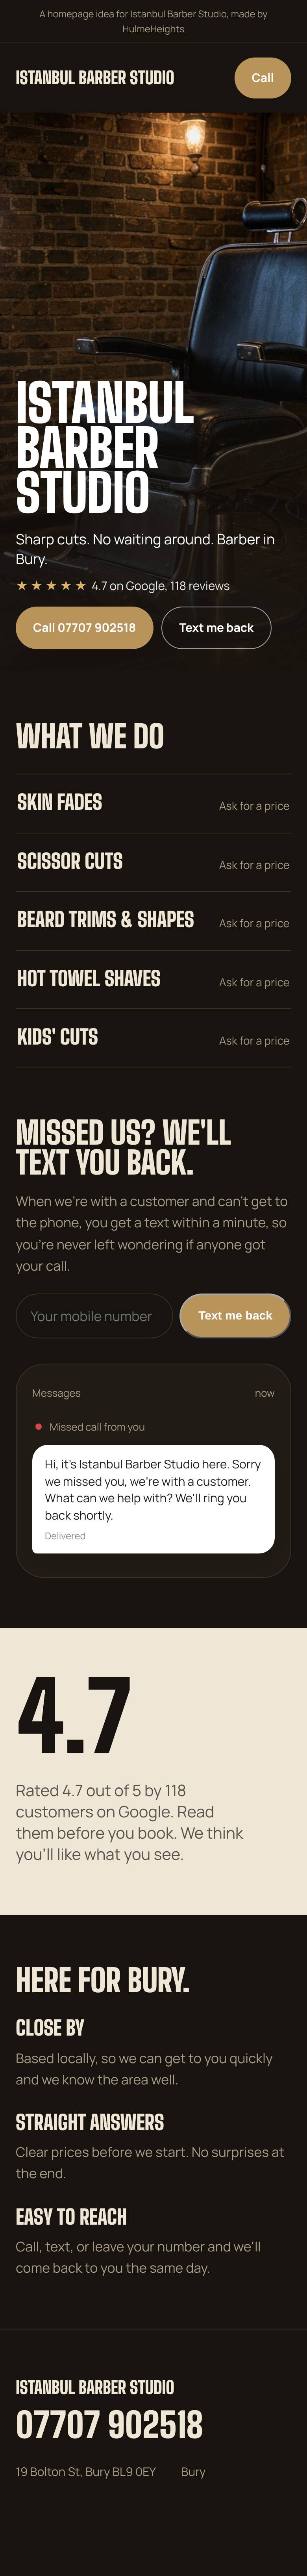 A homepage idea for Istanbul Barber Studio, made by
HulmeHeights
ISTANBUL BARBER STUDIO
Call
ISTANBUL
BARBER
STUDIO
Sharp cuts. No waiting around. Barber in
Bury.
★ ★ ★ ★ ★ 4.7 on Google, 118 reviews
Call 07707 902518
Text me back
WHAT WE DO
SKIN FADES Ask for a price
SCISSOR CUTS Ask for a price
BEARD TRIMS & SHAPES Ask for a price
HOT TOWEL SHAVES Ask for a price
KIDS' CUTS Ask for a price
MISSED US? WE'LL
TEXT YOU BACK.
When we're with a customer and can't get to
the phone, you get a text within a minute, so
you're never left wondering if anyone got
your call.
Your mobile number
Text me back
Messages now
Missed call from you
Hi, it's Istanbul Barber Studio here. Sorry
we missed you, we're with a customer.
What can we help with? We'll ring you
back shortly.
Delivered
4.7
Rated 4.7 out of 5 by 118
customers on Google. Read
them before you book. We think
you'll like what you see.
HERE FOR BURY.
CLOSE BY
Based locally, so we can get to you quickly
and we know the area well.
STRAIGHT ANSWERS
Clear prices before we start. No surprises at
the end.
EASY TO REACH
Call, text, or leave your number and we'll
come back to you the same day.
ISTANBUL BARBER STUDIO
07707 902518
19 Bolton St, Bury BL9 0EY Bury